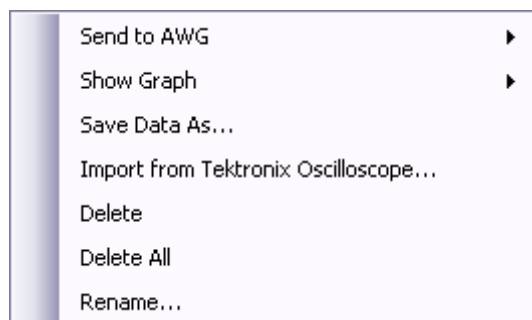 Send to AWG
Show Graph
Save Data As...
Import from Tektronix Oscilloscope...
Delete
Delete All
Rename...